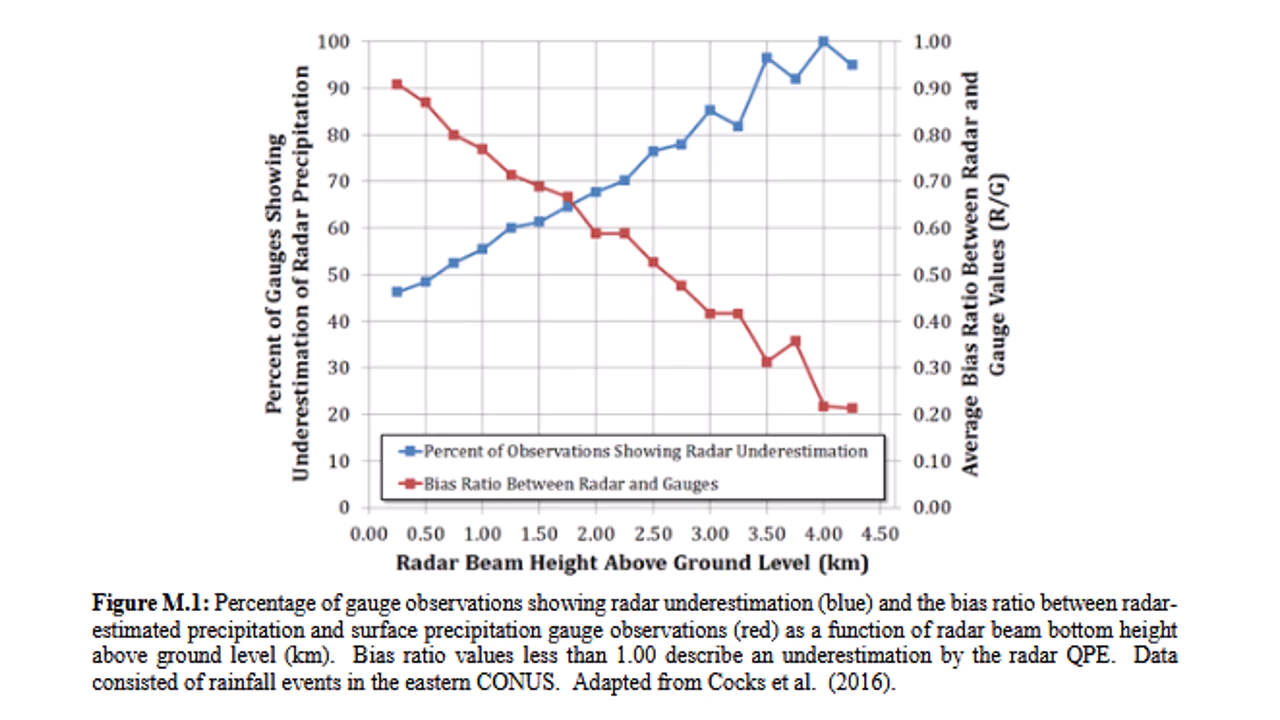 Percent of Gauges Showing
Underestimation of Radar Precipitation
100
90
80
70
60
50
40
30
20
10
0
1.00
0.90
0.80
0.70
0.60
0.50
0.40
0.30
0.20
0.10
0.00
Average Bias Ratio Between Radar and
Gauge Values (R/G)
Percent of Observations Showing Radar Underestimation
Bias Ratio Between Radar and Gauges
0.00 0.50 1.00 1.50 2.00 2.50 3.00 3.50 4.00 4.50
Radar Beam Height Above Ground Level (km)
Figure M.1: Percentage of gauge observations showing radar underestimation (blue) and the bias ratio between radar-
estimated precipitation and surface precipitation gauge observations (red) as a function of radar beam bottom height
above ground level (km). Bias ratio values less than 1.00 describe an underestimation by the radar QPE. Data
consisted of rainfall events in the eastern CONUS. Adapted from Cocks et al. (2016).